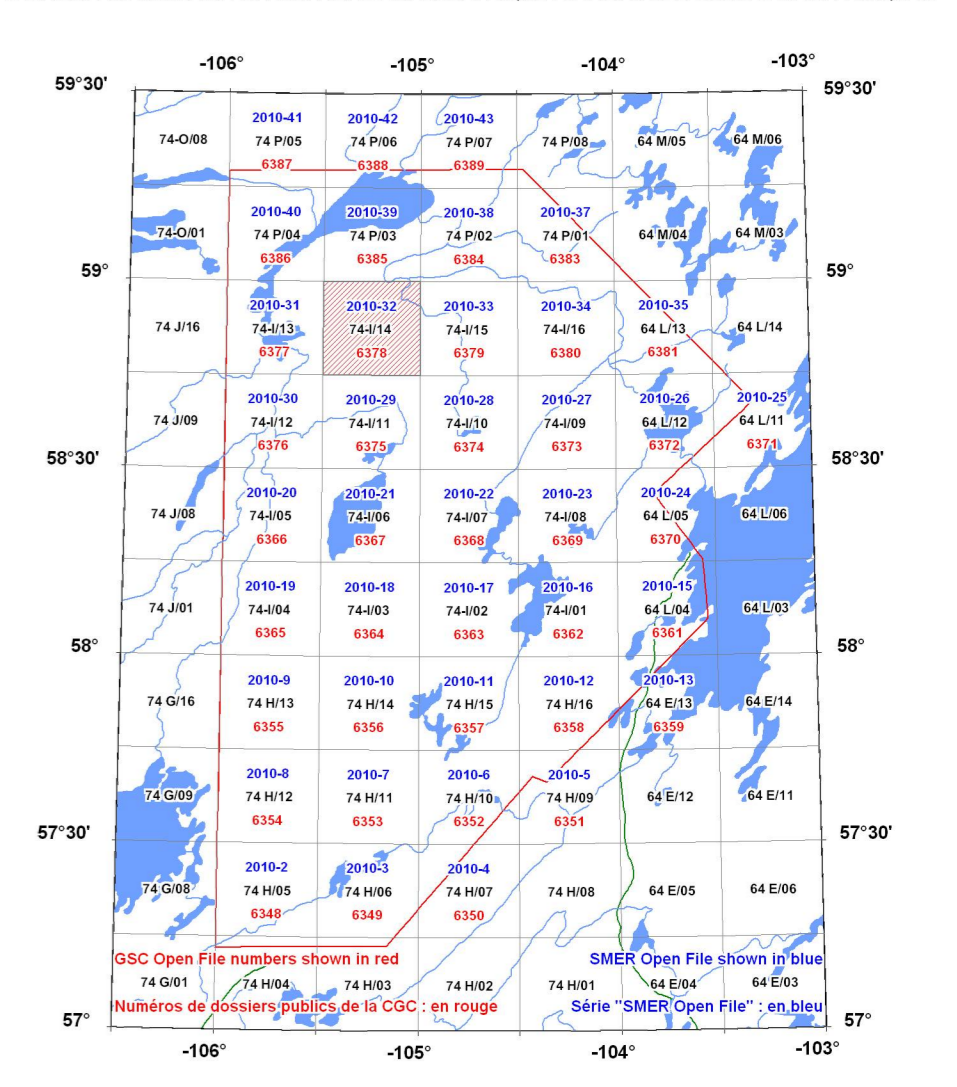 -106° -105° -104° -103°
59°30' 59°30'
2010-41 2010-42 2010-43
74-O/08 74 P/05 74 P/06 74 P/07 74 P/08 64 M/05 64 M/06
6387 6388 6389
2010-40 2010-39 2010-38 2010-37
74-O/01 74 P/04 74 P/03 74 P/02 74 P/01 64 M/04 64 M/03
6386 6385 6384 6383
59° 59°
2010-31 2010-32 2010-33 2010-34 2010-35
74 J/16 74-I/13 74-I/14 74-I/15 74-I/16 64 L/13 64 L/14
6377 6378 6379 6380 6381
2010-30 2010-29 2010-28 2010-27 2010-26 2010-25
74 J/09 74-I/12 74-I/11 74-I/10 74-I/09 64 L/12 64 L/11
6376 6375 6374 6373 6372 6371
58°30' 58°30'
2010-20 2010-21 2010-22 2010-23 2010-24
74 J/08 74-I/05 74-I/06 74-I/07 74-I/08 64 L/05 64 L/06
6366 6367 6368 6369 6370
2010-19 2010-18 2010-17 2010-16 2010-15
74 J/01 74-I/04 74-I/03 74-I/02 74-I/01 64 L/04 64 L/03
6365 6364 6363 6362 6361
58° 58°
2010-9 2010-10 2010-11 2010-12 2010-13
74 G/16 74 H/13 74 H/14 74 H/15 74 H/16 64 E/13 64 E/14
6355 6356 6357 6358 6359
2010-8 2010-7 2010-6 2010-5
74 G/09 74 H/12 74 H/11 74 H/10 74 H/09 64 E/12 64 E/11
6354 6353 6352 6351
57°30' 57°30'
2010-2 2010-3 2010-4
74 G/08 74 H/05 74 H/06 74 H/07 74 H/08 64 E/05 64 E/06
6348 6349 6350
GSC Open File numbers shown in red SMER Open File shown in blue
74 G/01 74 H/04 74 H/03 74 H/02 74 H/01 64 E/04 64 E/03
Numéros de dossiers publics de la CGC : en rouge Série "SMER Open File" : en bleu
57° 57°
-106° -105° -104° -103°